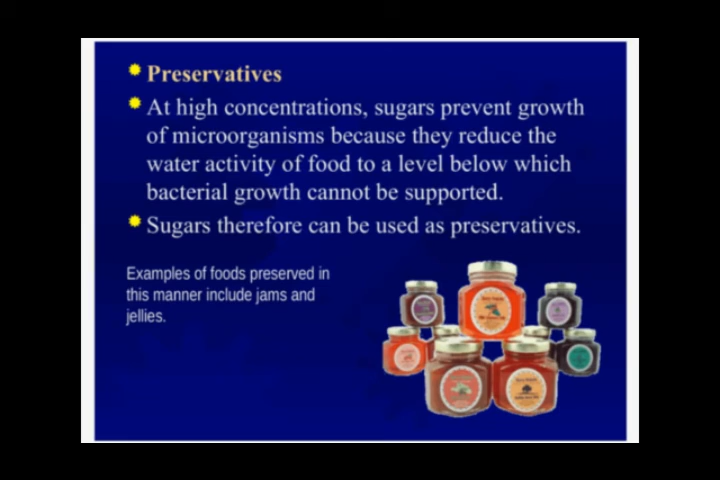 Preservatives
At high concentrations, sugars prevent growth
of microorganisms because they reduce the
water activity of food to a level below which
bacterial growth cannot be supported.
Sugars therefore can be used as preservatives.
Examples of foods preserved in
this manner include jams and
jellies.